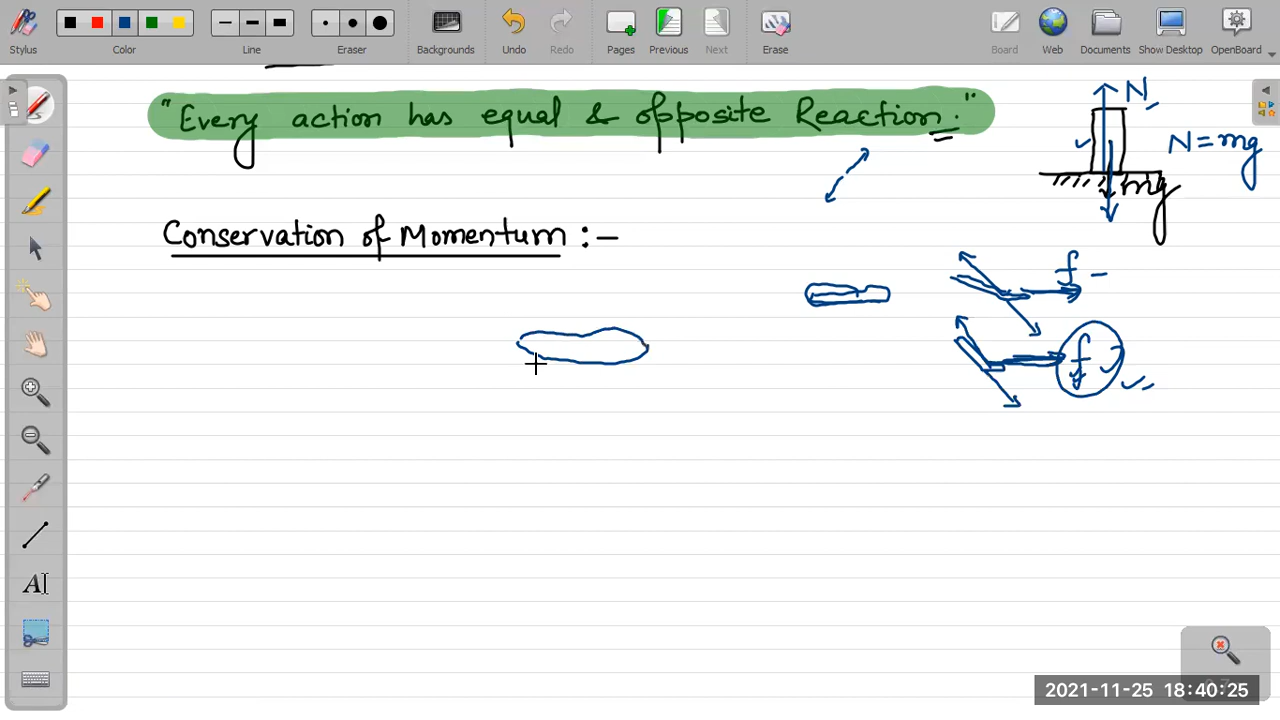 Stylus
Color
Line
Eraser
Backgrounds
Undo
Redo
Pages
Previous
Next
Erase
Board
Web
Documents
Show Desktop
OpenBoard
"Every action has equal & opposite Reaction."
N
N=mg
mg
Conservation of Momentum :-
f
f
AI
2021-11-25 18:40:25